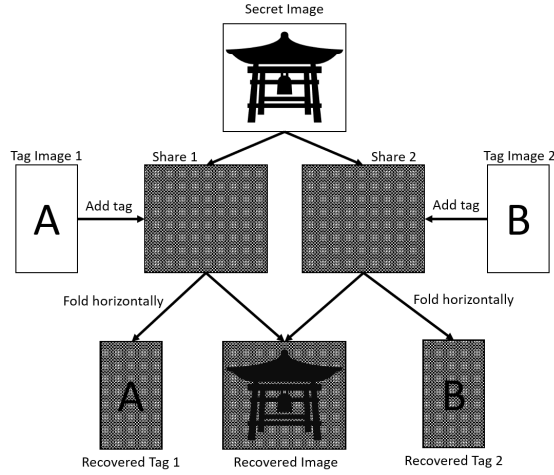 Secret Image
Tag Image 1
Share 1
Share 2
Tag Image 2
A
Add tag
Add tag
B
Fold horizontally
Fold horizontally
A
B
Recovered Tag 1
Recovered Image
Recovered Tag 2